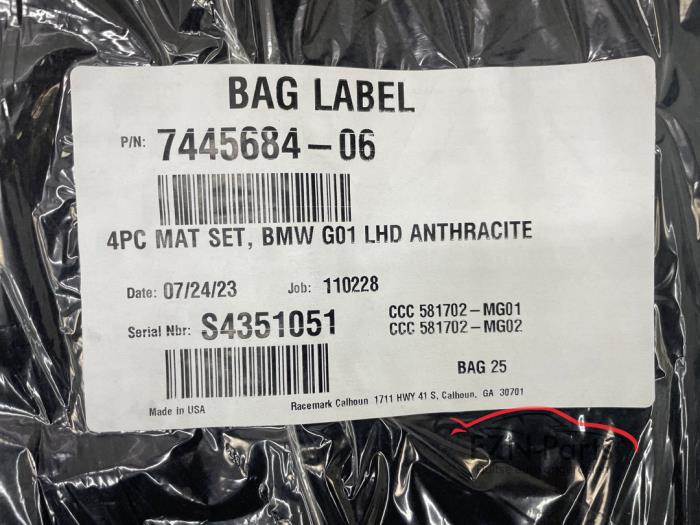 BAG LABEL
P/N: 7445684-06
4PC MAT SET, BMW G01 LHD ANTHRACITE
Date: 07/24/23 Job: 110228
CCC 581702-MG01
Serial Nbr: S4351051 CCC 581702-MG02
BAG 25
Made in USA Racemark Calhoun 1711 HWY 41 S, Calhoun, GA 30701
FZN-Parts